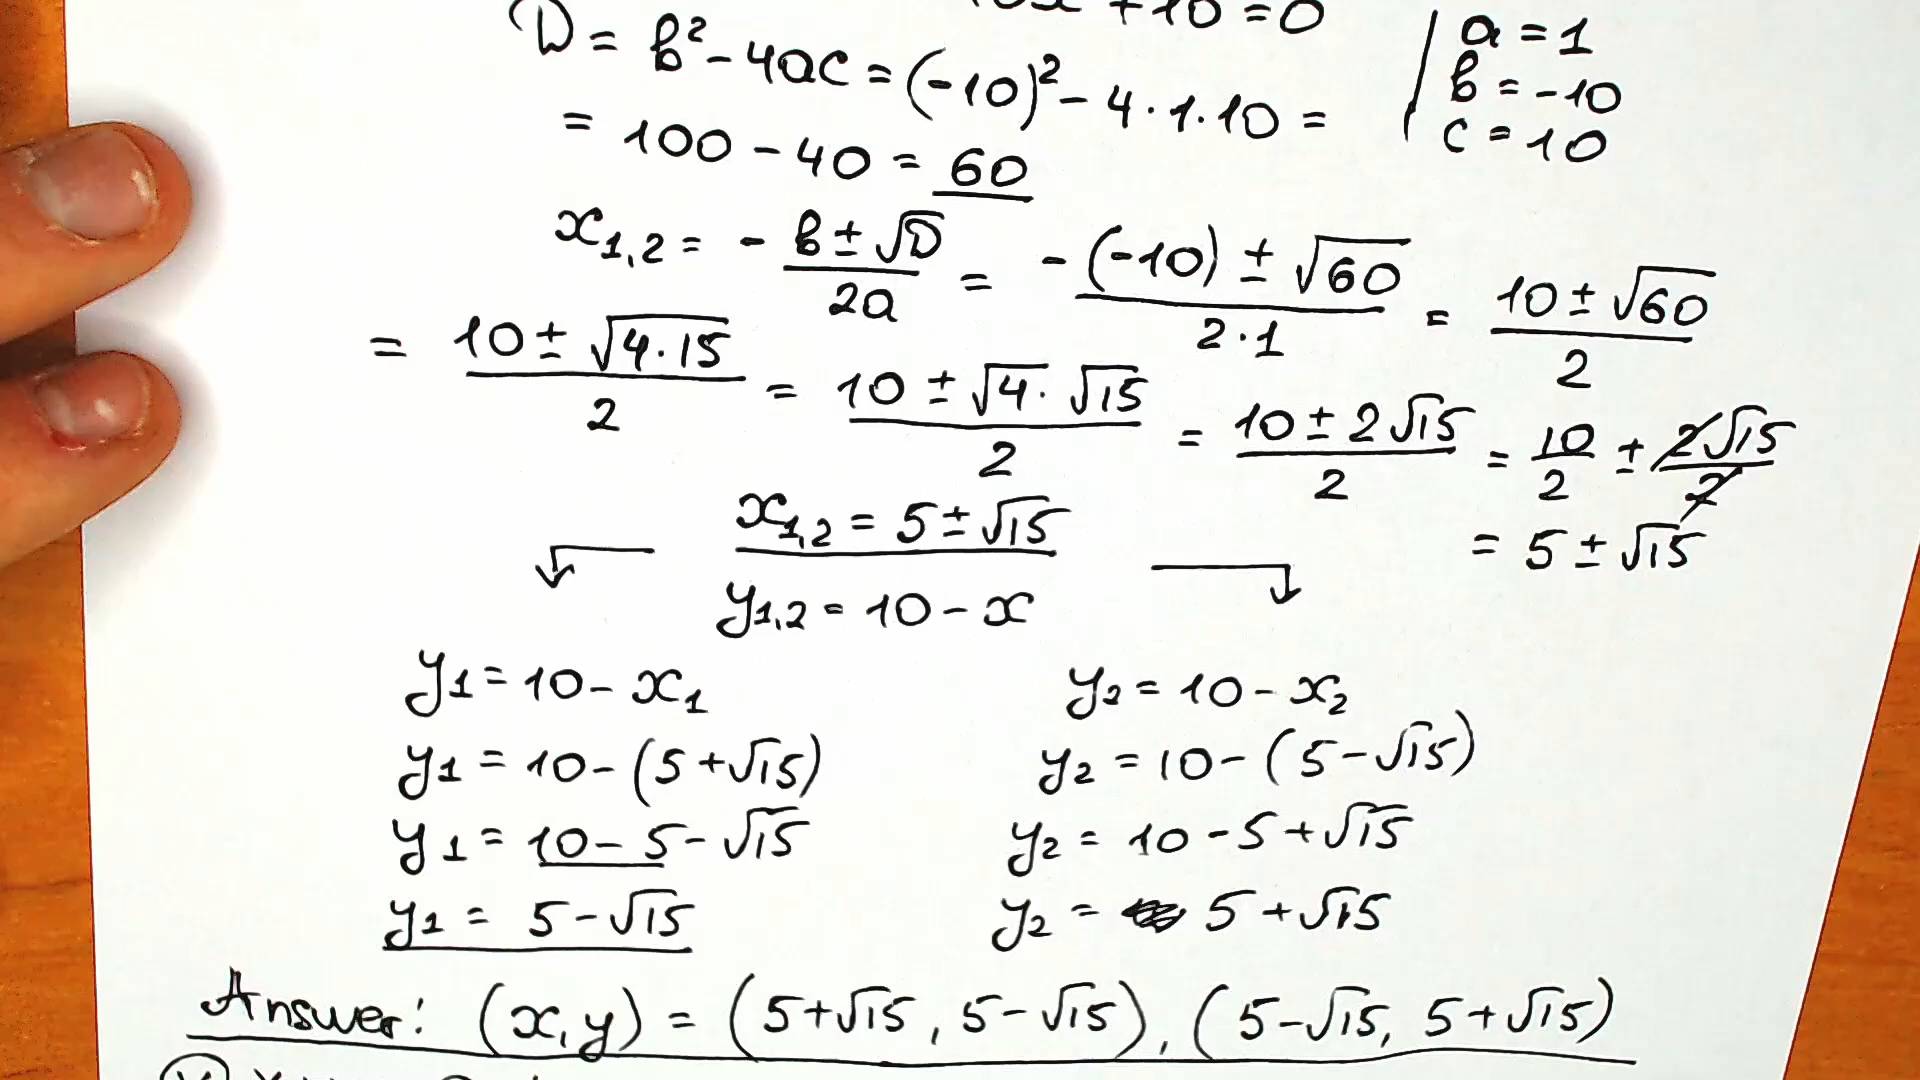 +10=0
D = b² - 4ac = (-10)² - 4·1·10 =
a = 1
b = -10
c = 10
= 100 - 40 = 60
x₁,₂ = - b ± √D / 2a = -(-10) ± √60 / 2·1 = 10 ± √60 / 2
= 10 ± √4·15 / 2 = 10 ± √4·√15 / 2 = 10 ± 2√15 / 2 = 10/2 ± 2√15/2
= 5 ± √15
x₁,₂ = 5 ± √15
y₁,₂ = 10 - x
y₁ = 10 - x₁
y₁ = 10 - (5 + √15)
y₁ = 10 - 5 - √15
y₁ = 5 - √15
y₂ = 10 - x₂
y₂ = 10 - (5 - √15)
y₂ = 10 - 5 + √15
y₂ = 5 + √15
Answer: (x, y) = (5+√15, 5-√15), (5-√15, 5+√15)